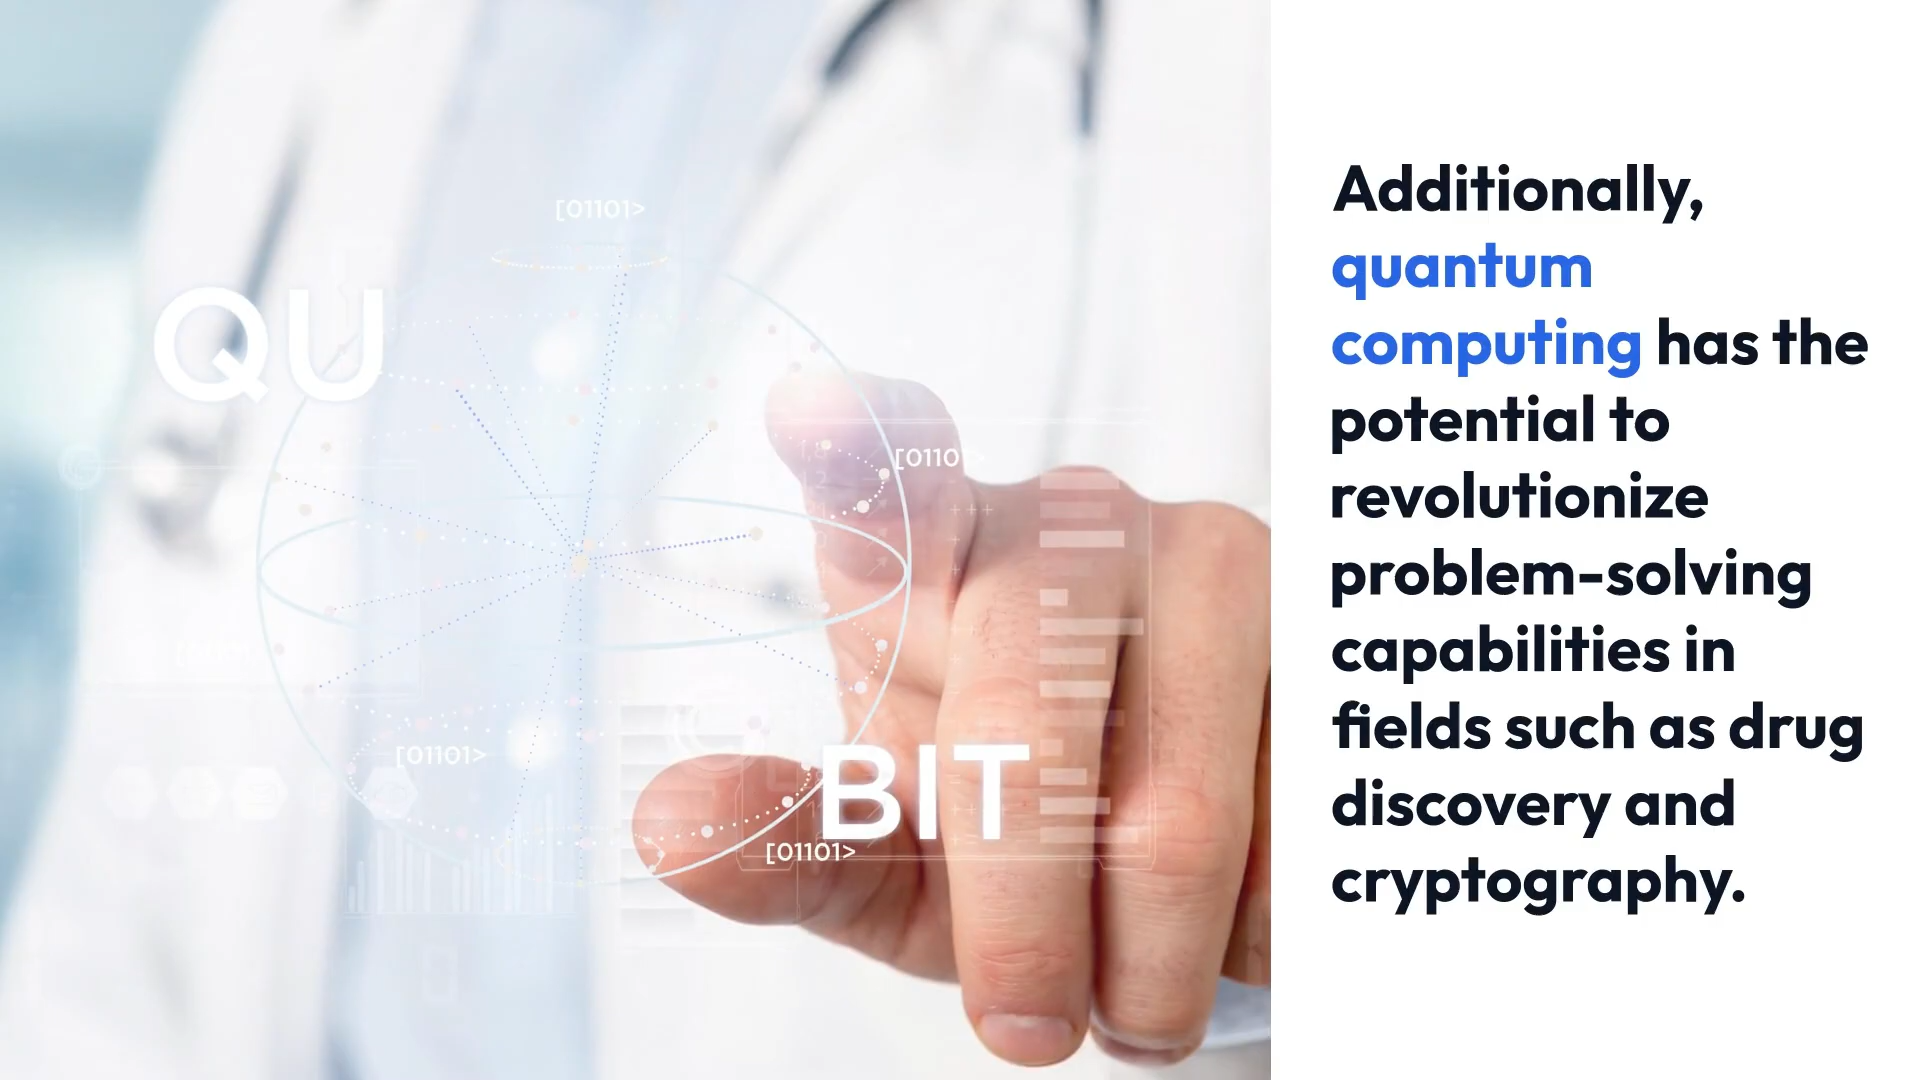 [01101>
QU
[01101>
[01101>
BIT
[01101>
Additionally,
quantum
computing has the
potential to
revolutionize
problem-solving
capabilities in
fields such as drug
discovery and
cryptography.